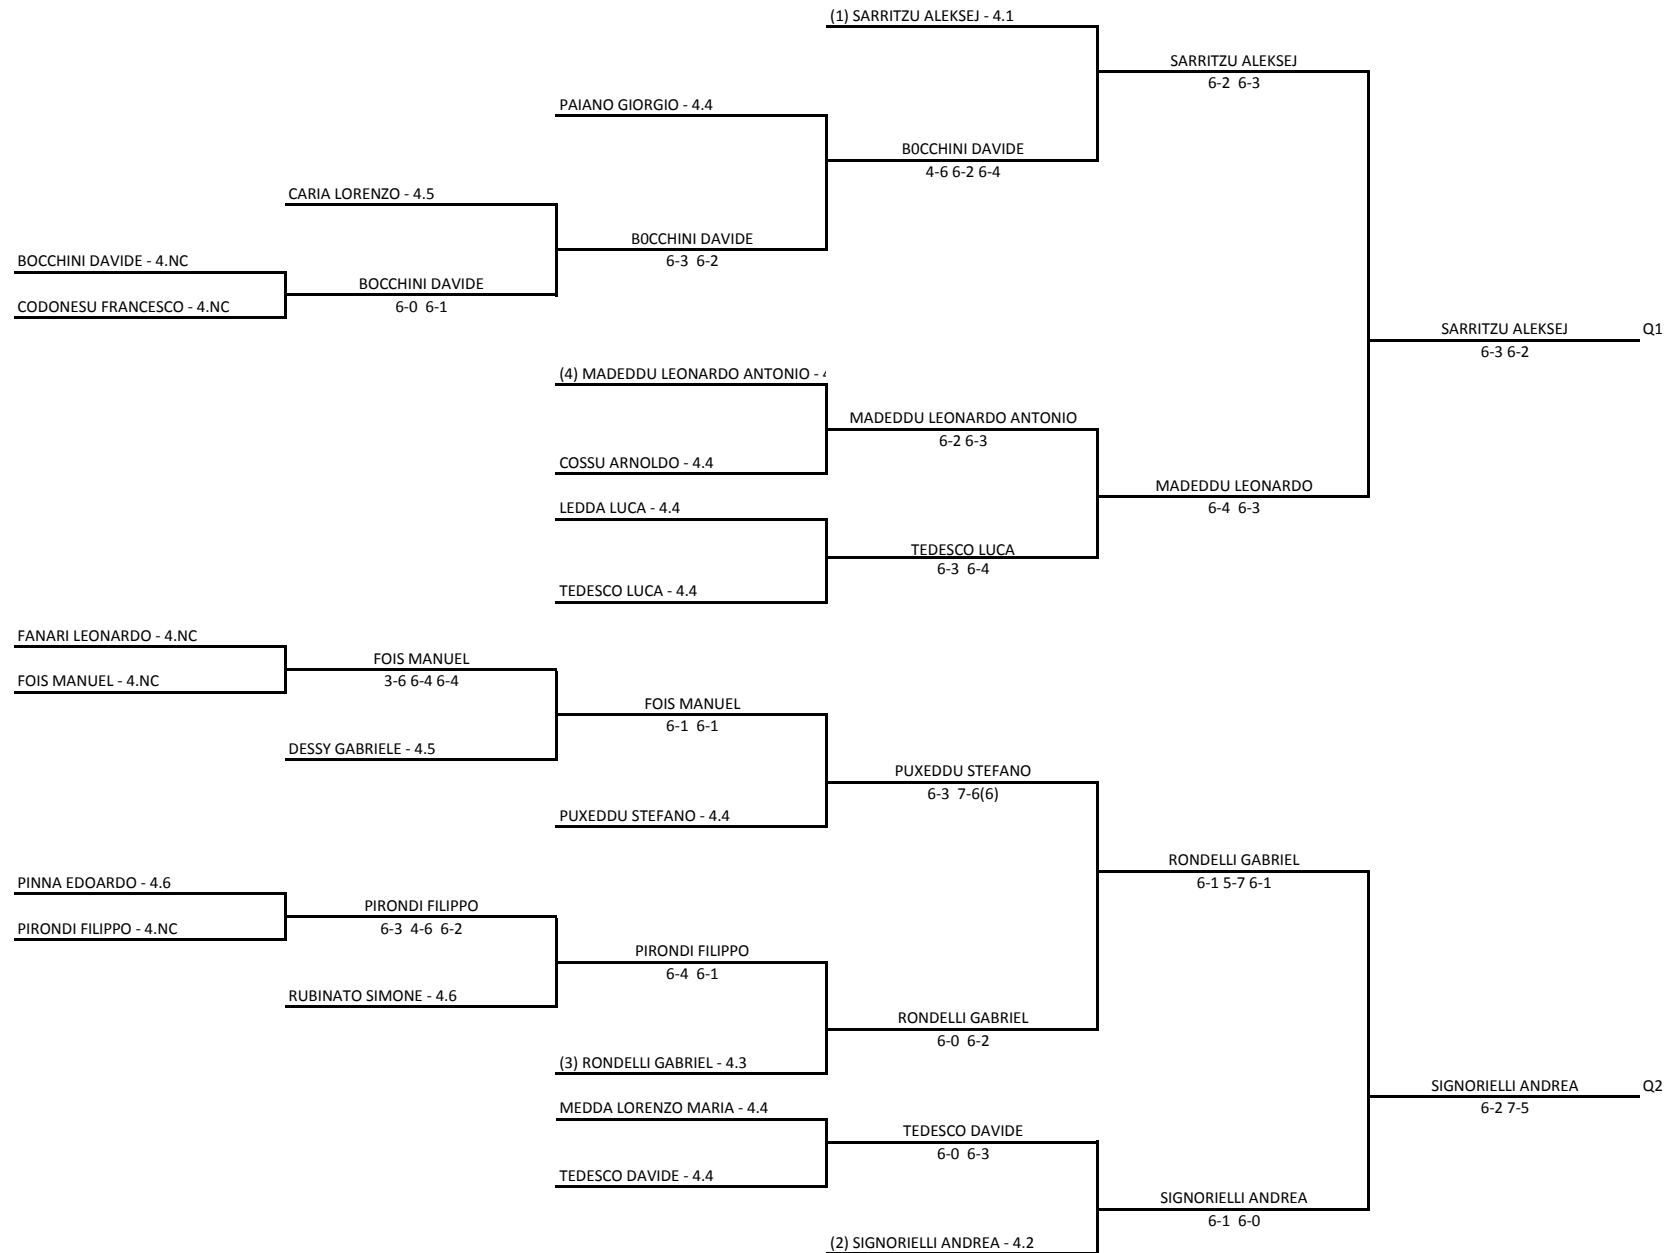 (1) SARRITZU ALEKSEJ - 4.1
SARRITZU ALEKSEJ
6-2 6-3
PAIANO GIORGIO - 4.4
B0CCHINI DAVIDE
4-6 6-2 6-4
CARIA LORENZO - 4.5
B0CCHINI DAVIDE
6-3 6-2
BOCCHINI DAVIDE - 4.NC
BOCCHINI DAVIDE
6-0 6-1
CODONESU FRANCESCO - 4.NC
SARRITZU ALEKSEJ Q1
6-3 6-2
(4) MADEDDU LEONARDO ANTONIO -
MADEDDU LEONARDO ANTONIO
6-2 6-3
COSSU ARNOLDO - 4.4
MADEDDU LEONARDO
6-4 6-3
LEDDA LUCA - 4.4
TEDESCO LUCA
6-3 6-4
TEDESCO LUCA - 4.4
FANARI LEONARDO - 4.NC
FOIS MANUEL
3-6 6-4 6-4
FOIS MANUEL - 4.NC
FOIS MANUEL
6-1 6-1
DESSY GABRIELE - 4.5
PUXEDDU STEFANO
6-3 7-6(6)
PUXEDDU STEFANO - 4.4
RONDELLI GABRIEL
6-1 5-7 6-1
PINNA EDOARDO - 4.6
PIRONDI FILIPPO
6-3 4-6 6-2
PIRONDI FILIPPO - 4.NC
PIRONDI FILIPPO
6-4 6-1
RUBINATO SIMONE - 4.6
RONDELLI GABRIEL
6-0 6-2
(3) RONDELLI GABRIEL - 4.3
SIGNORIELLI ANDREA Q2
6-2 7-5
MEDDA LORENZO MARIA - 4.4
TEDESCO DAVIDE
6-0 6-3
TEDESCO DAVIDE - 4.4
SIGNORIELLI ANDREA
6-1 6-0
(2) SIGNORIELLI ANDREA - 4.2